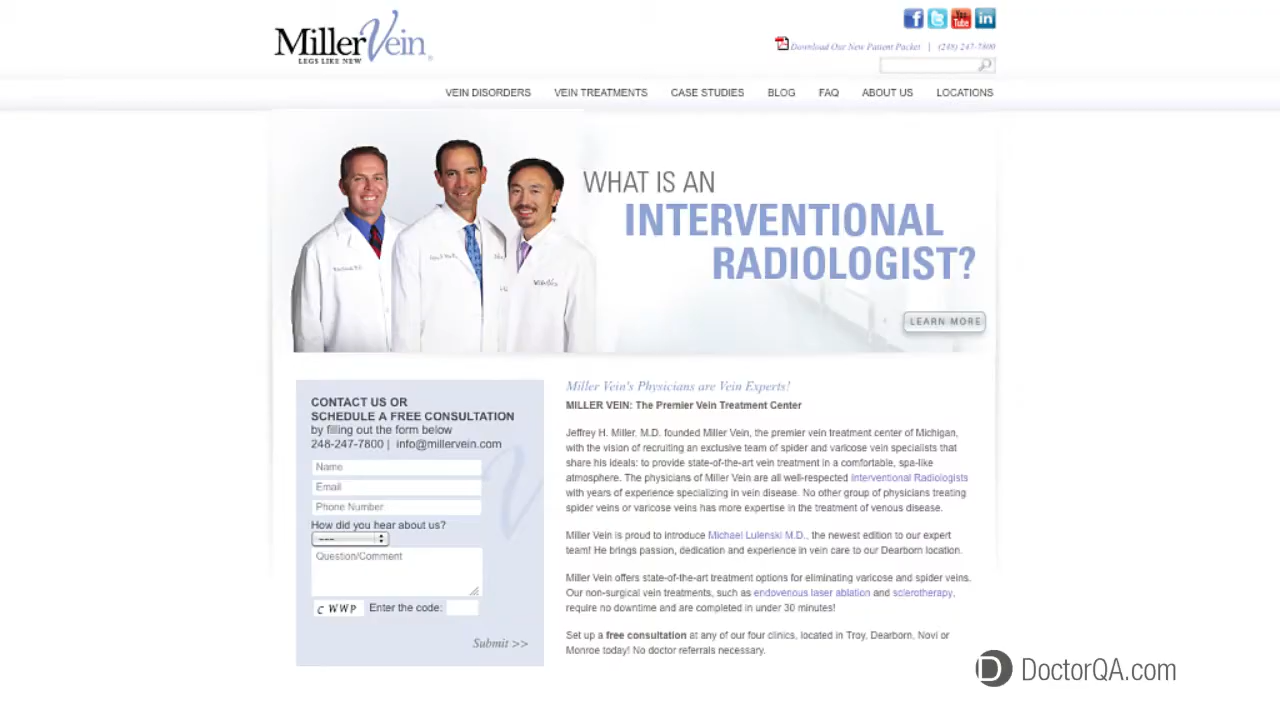 MillerVein
LEGS LIKE NEW
Download Our New Patient Packet | (248) 247-7800
VEIN DISORDERS VEIN TREATMENTS CASE STUDIES BLOG FAQ ABOUT US LOCATIONS
WHAT IS AN
INTERVENTIONAL
RADIOLOGIST?
LEARN MORE
CONTACT US OR
SCHEDULE A FREE CONSULTATION
by filling out the form below
248-247-7800 | info@millervein.com
Name
Email
Phone Number
How did you hear about us?
---
Question/Comment
c WWP Enter the code:
Submit >>
Miller Vein's Physicians are Vein Experts!
MILLER VEIN: The Premier Vein Treatment Center
Jeffrey H. Miller, M.D. founded Miller Vein, the premier vein treatment center of Michigan,
with the vision of recruiting an exclusive team of spider and varicose vein specialists that
share his ideals: to provide state-of-the-art vein treatment in a comfortable, spa-like
atmosphere. The physicians of Miller Vein are all well-respected Interventional Radiologists
with years of experience specializing in vein disease. No other group of physicians treating
spider veins or varicose veins has more expertise in the treatment of venous disease.
Miller Vein is proud to introduce Michael Lulenski M.D., the newest edition to our expert
team! He brings passion, dedication and experience in vein care to our Dearborn location.
Miller Vein offers state-of-the-art treatment options for eliminating varicose and spider veins.
Our non-surgical vein treatments, such as endovenous laser ablation and sclerotherapy,
require no downtime and are completed in under 30 minutes!
Set up a free consultation at any of our four clinics, located in Troy, Dearborn, Novi or
Monroe today! No doctor referrals necessary.
D DoctorQA.com